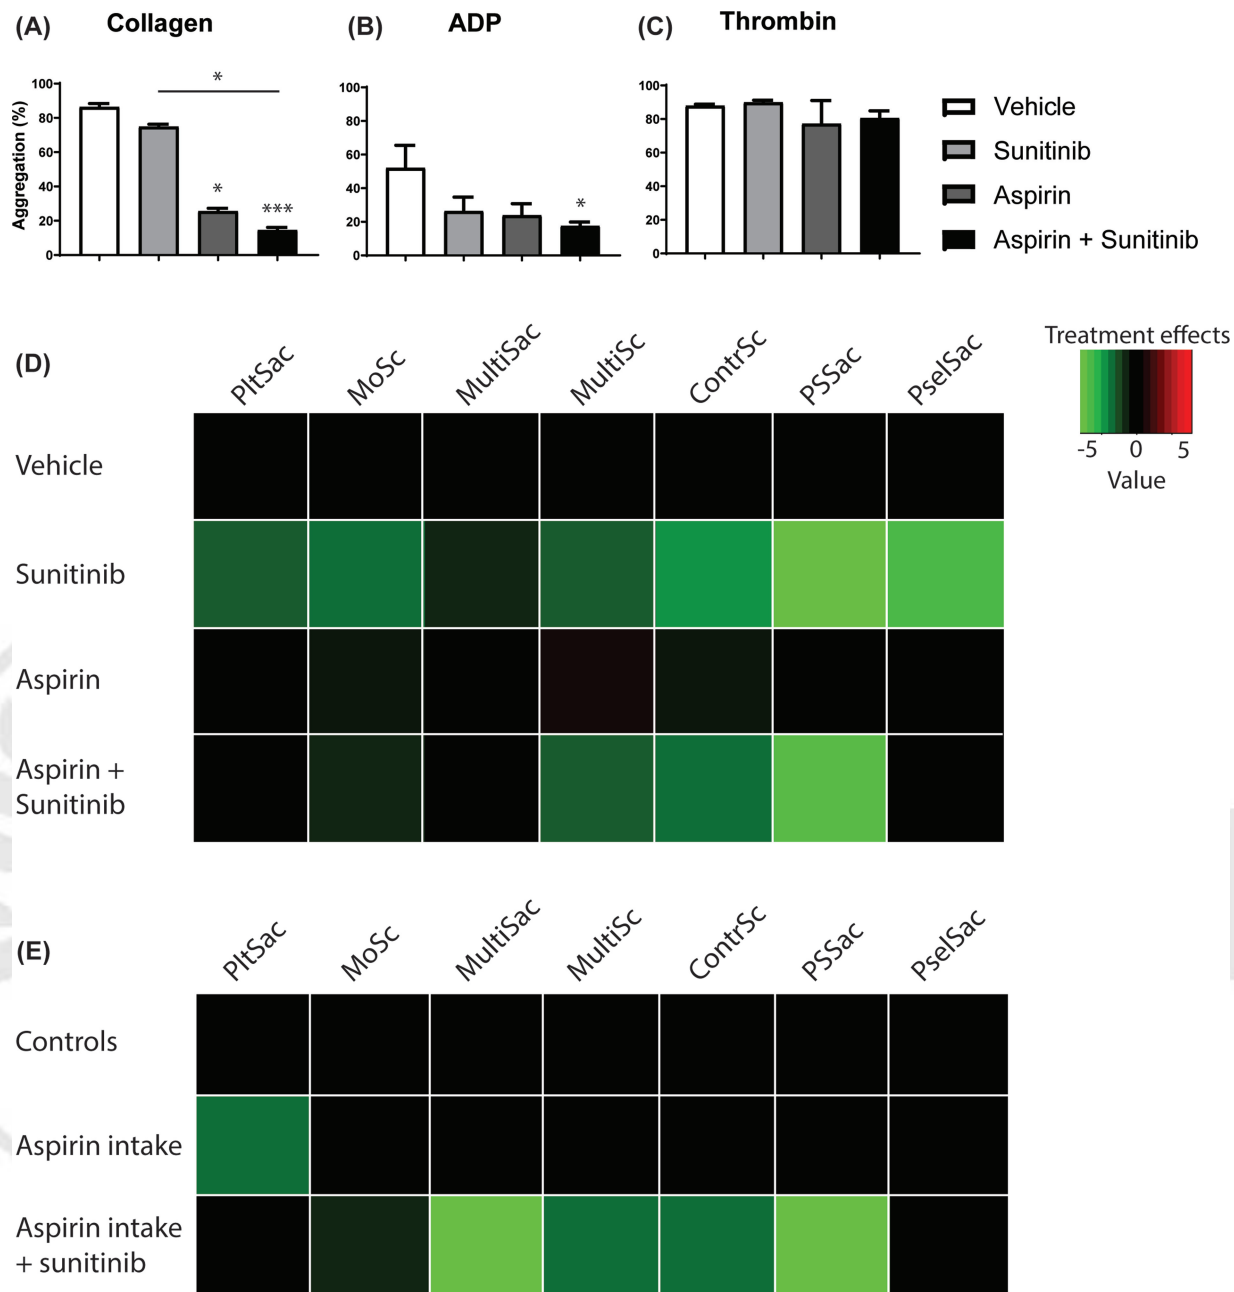 (A) Collagen
(B) ADP
(C) Thrombin
Aggregation (%)
100
80
60
40
20
0
*
*
***
100
80
60
40
20
0
*
100
80
60
40
20
0
Vehicle
Sunitinib
Aspirin
Aspirin + Sunitinib
(D)
PltSac
MoSc
MultiSac
MultiSc
ContrSc
PSSac
PselSac
Treatment effects
-5 0 5
Value
Vehicle
Sunitinib
Aspirin
Aspirin +
Sunitinib
(E)
PltSac
MoSc
MultiSac
MultiSc
ContrSc
PSSac
PselSac
Controls
Aspirin intake
Aspirin intake
+ sunitinib